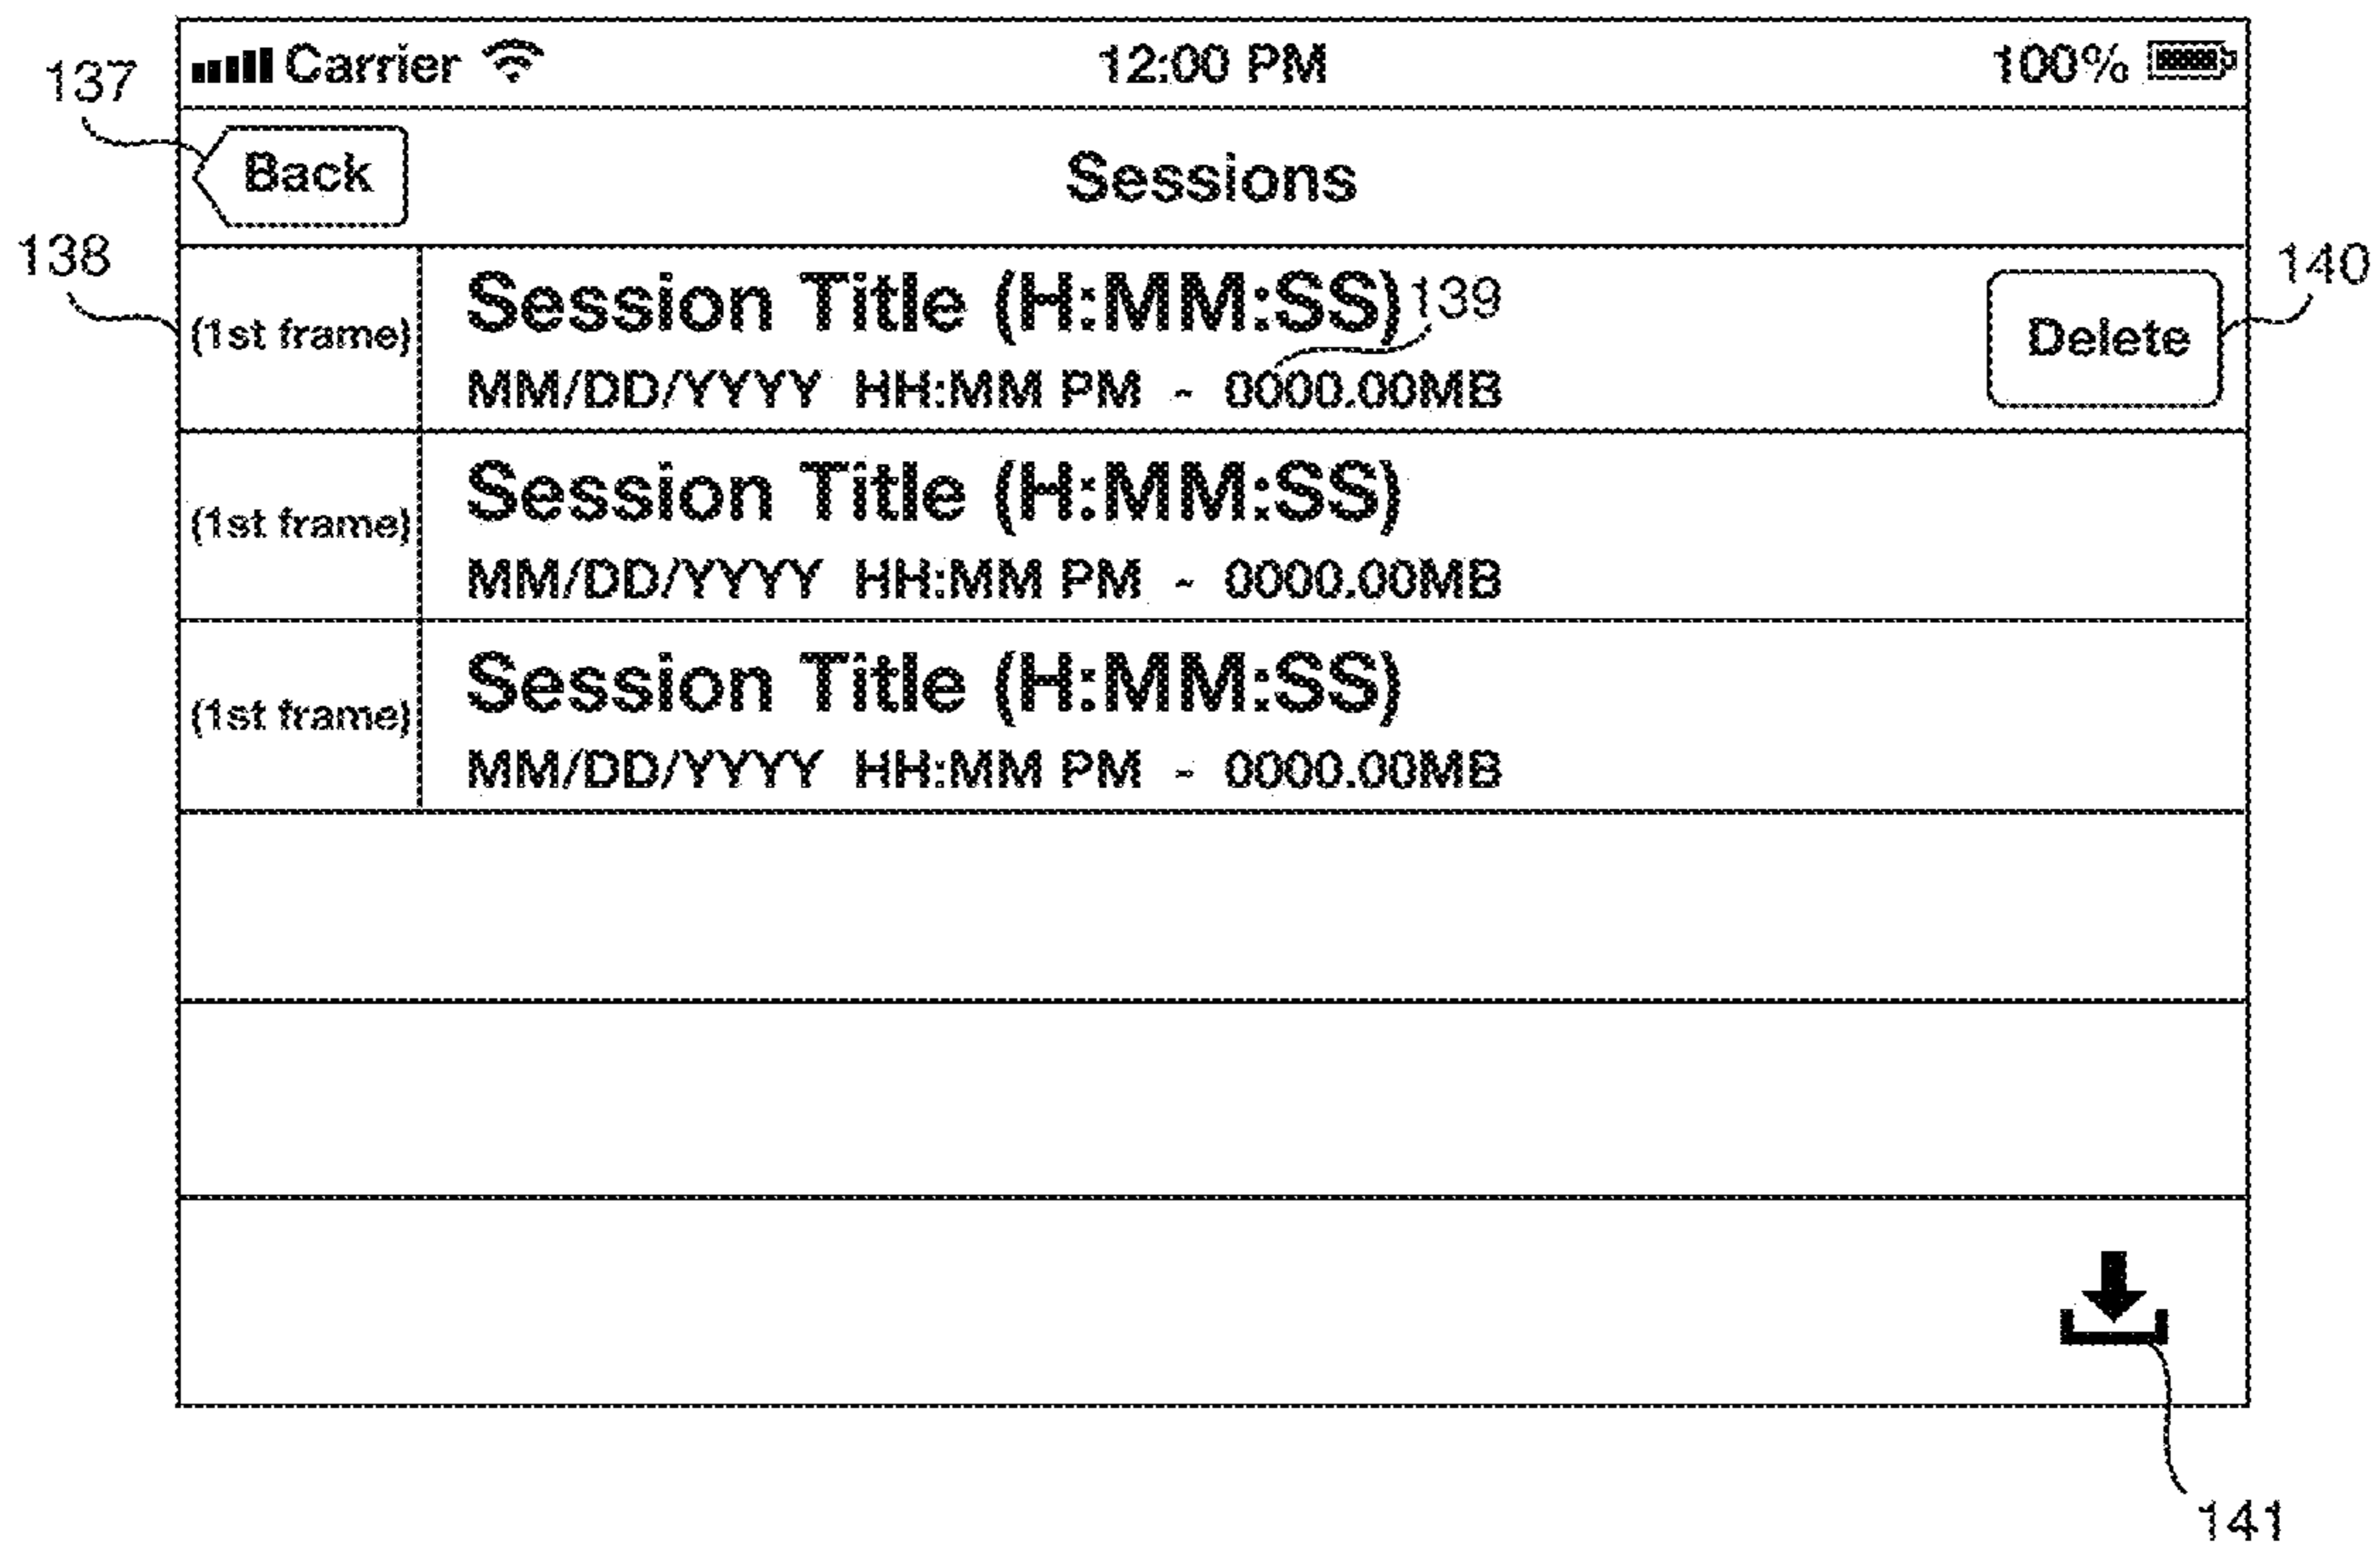 Carrier 12:00 PM 100%
137
Back Sessions
138
(1st frame) Session Title (H:MM:SS) 139 Delete 140
MM/DD/YYYY HH:MM PM - 0000.00MB
(1st frame) Session Title (H:MM:SS)
MM/DD/YYYY HH:MM PM - 0000.00MB
(1st frame) Session Title (H:MM:SS)
MM/DD/YYYY HH:MM PM - 0000.00MB
141